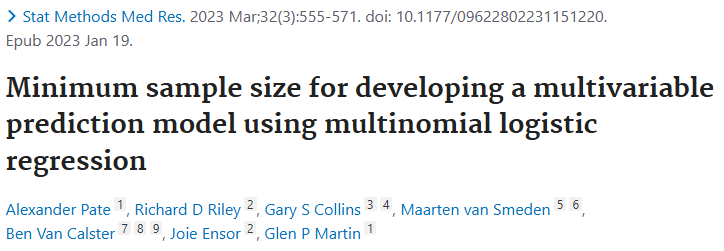 Stat Methods Med Res. 2023 Mar;32(3):555-571. doi: 10.1177/09622802231151220.
Epub 2023 Jan 19.
Minimum sample size for developing a multivariable
prediction model using multinomial logistic
regression
Alexander Pate 1, Richard D Riley 2, Gary S Collins 3 4, Maarten van Smeden 5 6,
Ben Van Calster 7 8 9, Joie Ensor 2, Glen P Martin 1